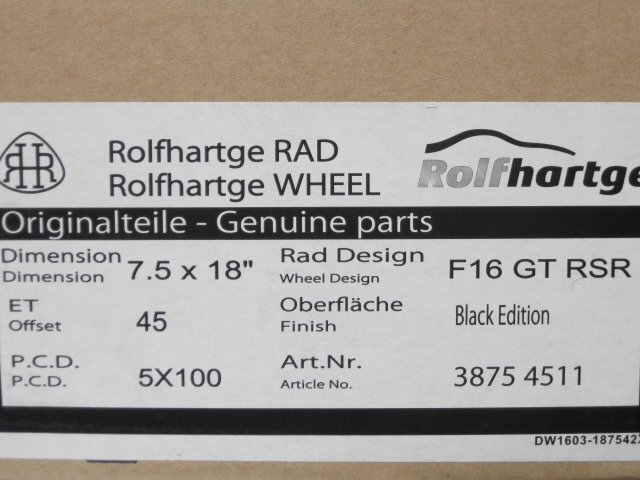 RHR
Rolfhartge RAD
Rolfhartge WHEEL
Rolfhartge
Originalteile - Genuine parts
Dimension
Dimension
7.5 x 18"
Rad Design
Wheel Design
F16 GT RSR
ET
Offset
45
Oberfläche
Finish
Black Edition
P.C.D.
P.C.D.
5X100
Art.Nr.
Article No.
3875 4511